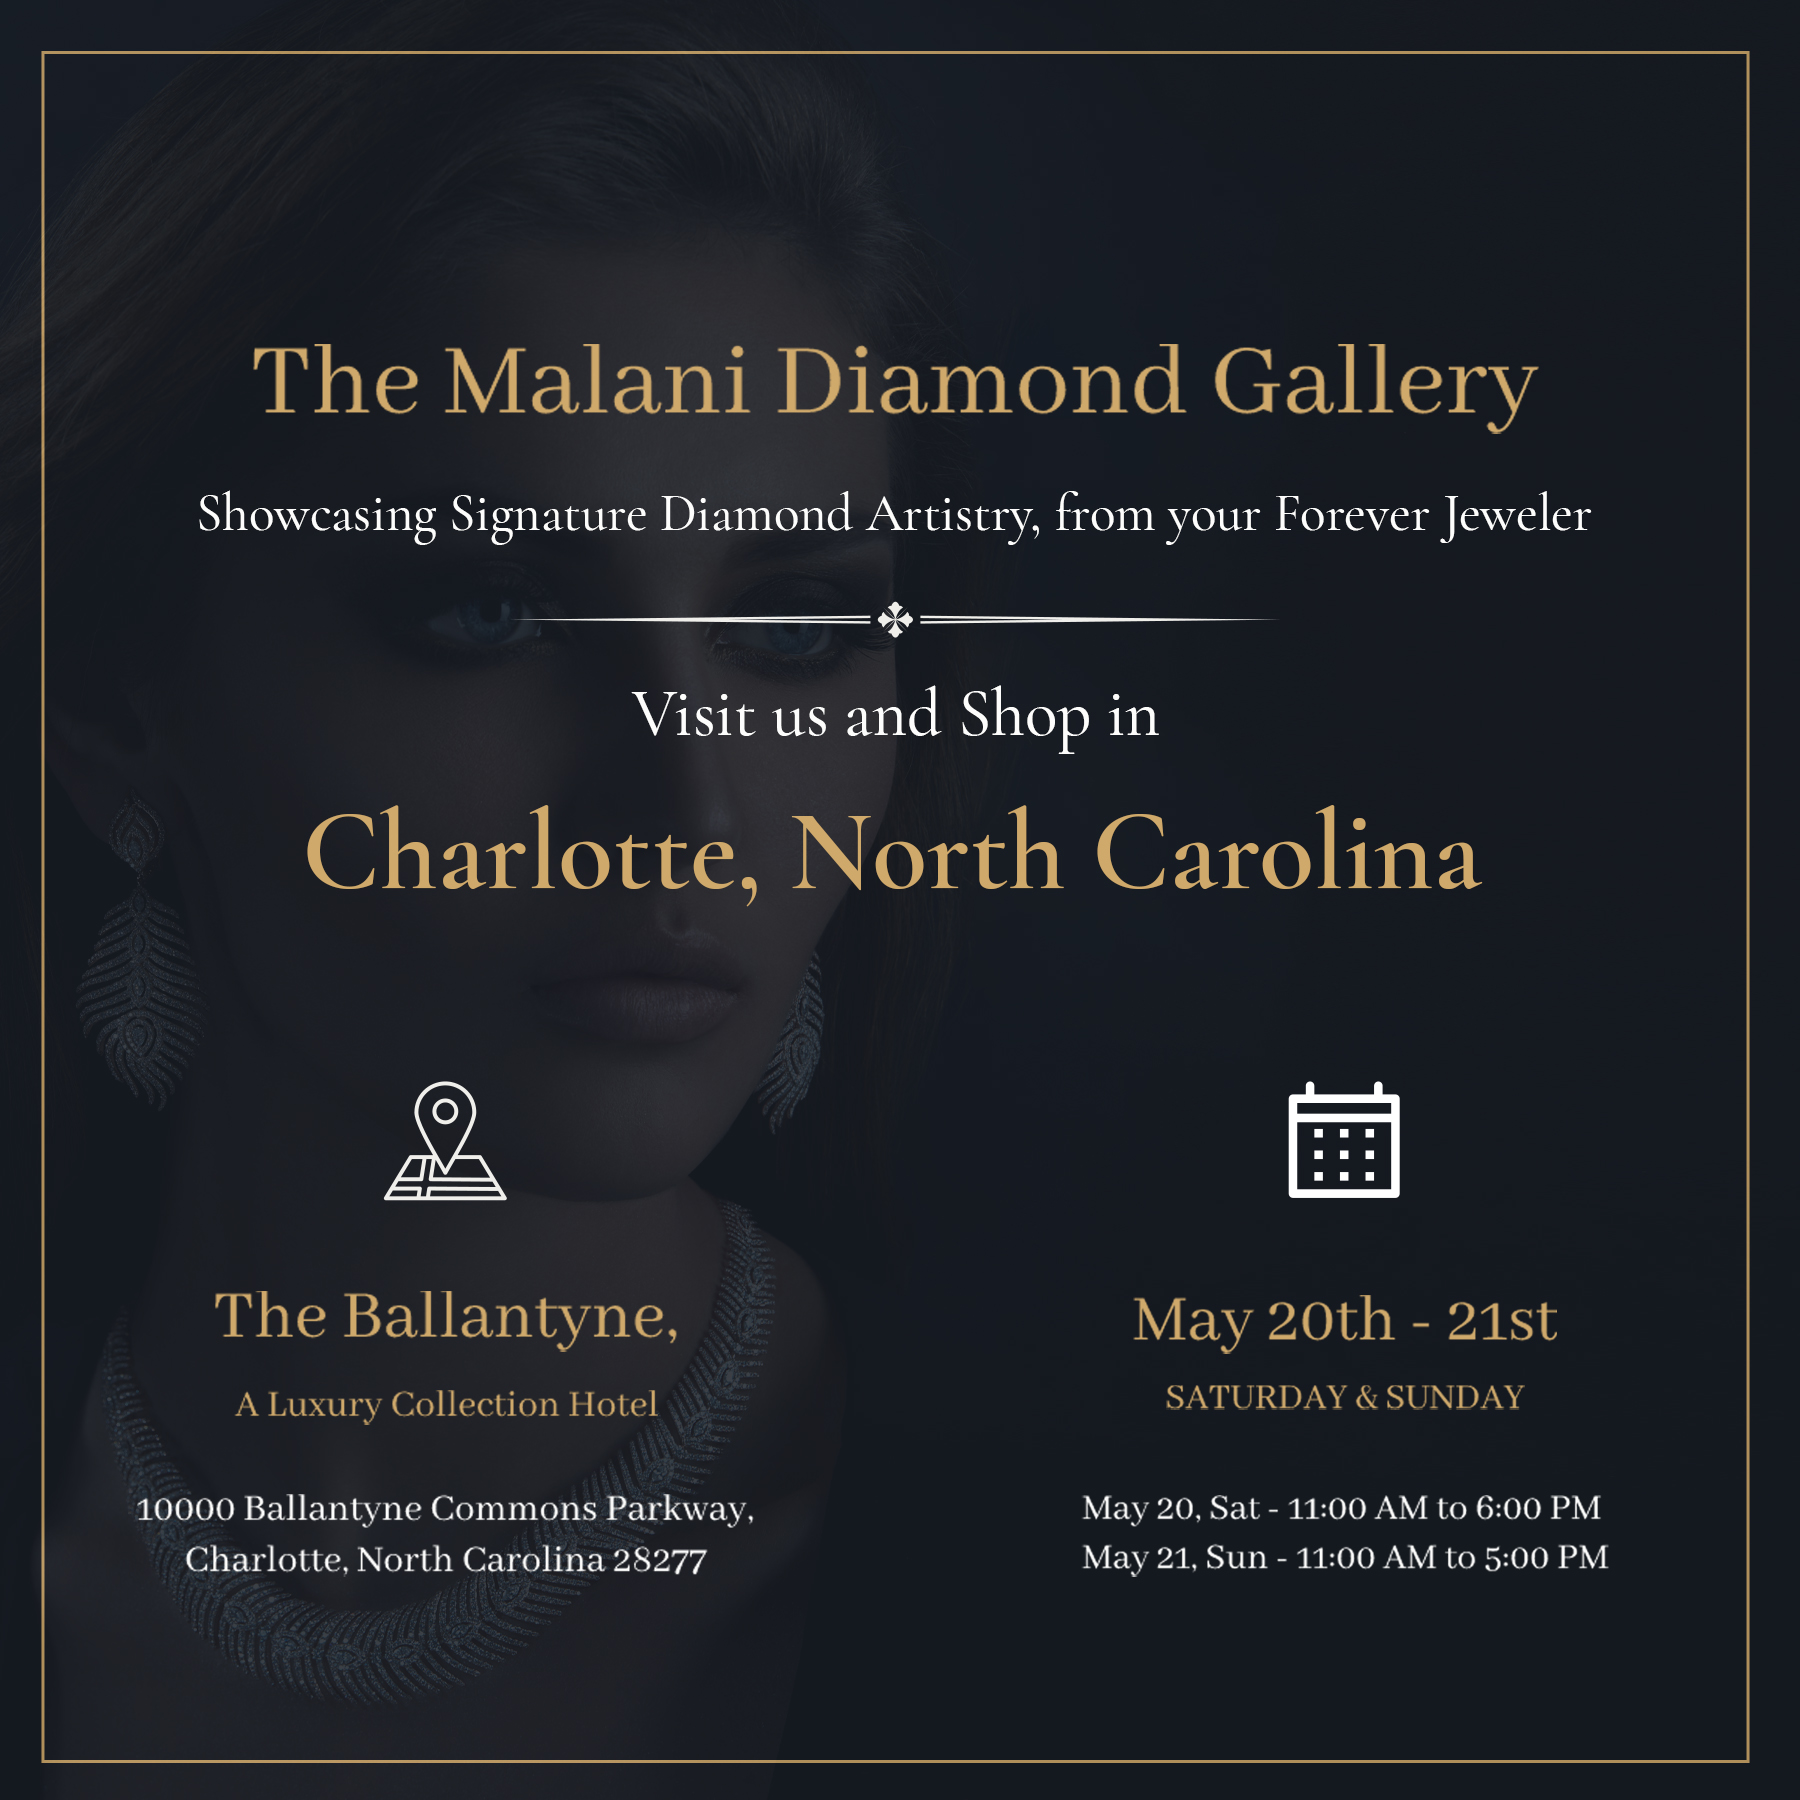 The Malani Diamond Gallery
Showcasing Signature Diamond Artistry, from your Forever Jeweler
Visit us and Shop in
Charlotte, North Carolina
The Ballantyne,
A Luxury Collection Hotel
10000 Ballantyne Commons Parkway,
Charlotte, North Carolina 28277
May 20th - 21st
SATURDAY & SUNDAY
May 20, Sat - 11:00 AM to 6:00 PM
May 21, Sun - 11:00 AM to 5:00 PM